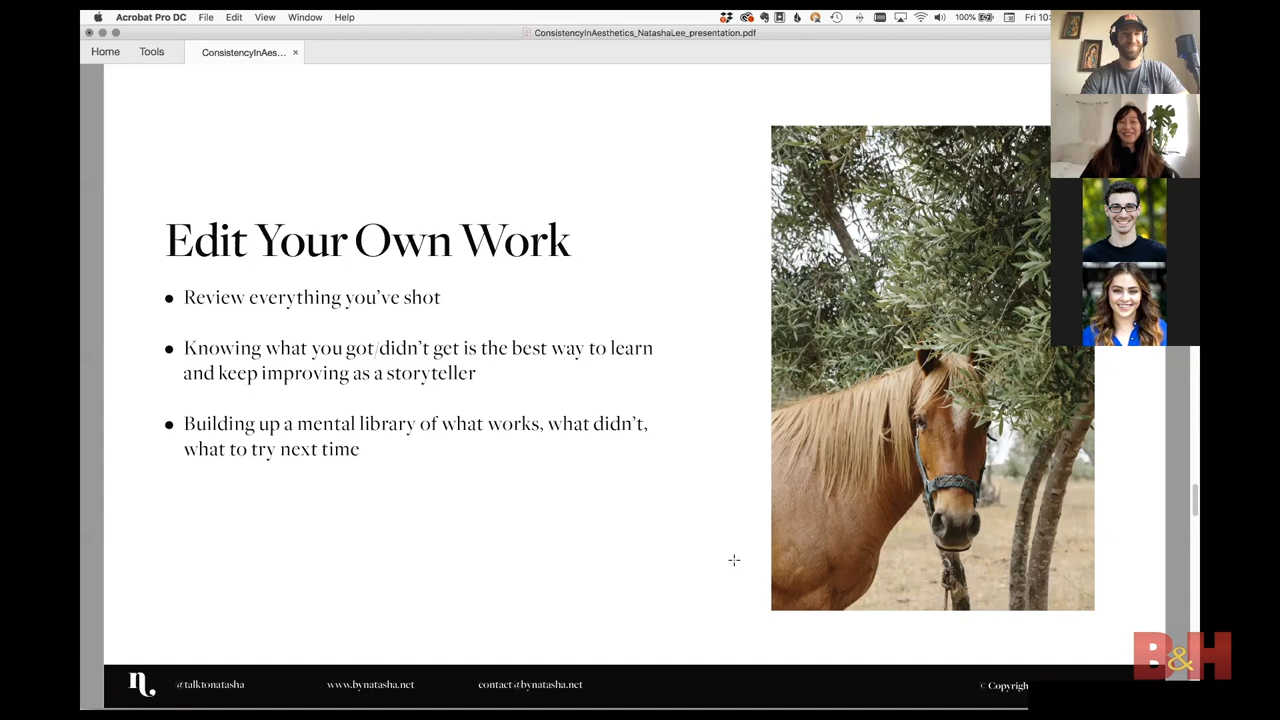 Acrobat Pro DC File Edit View Window Help 100% Fri 10:
ConsistencyInAesthetics_NatashaLee_presentation.pdf
Home Tools ConsistencyInAes... ×
Edit Your Own Work
• Review everything you've shot
• Knowing what you got/didn't get is the best way to learn
and keep improving as a storyteller
• Building up a mental library of what works, what didn't,
what to try next time
n. @talktonatasha www.bynatasha.net contact@bynatasha.net © Copyrigh
B&H